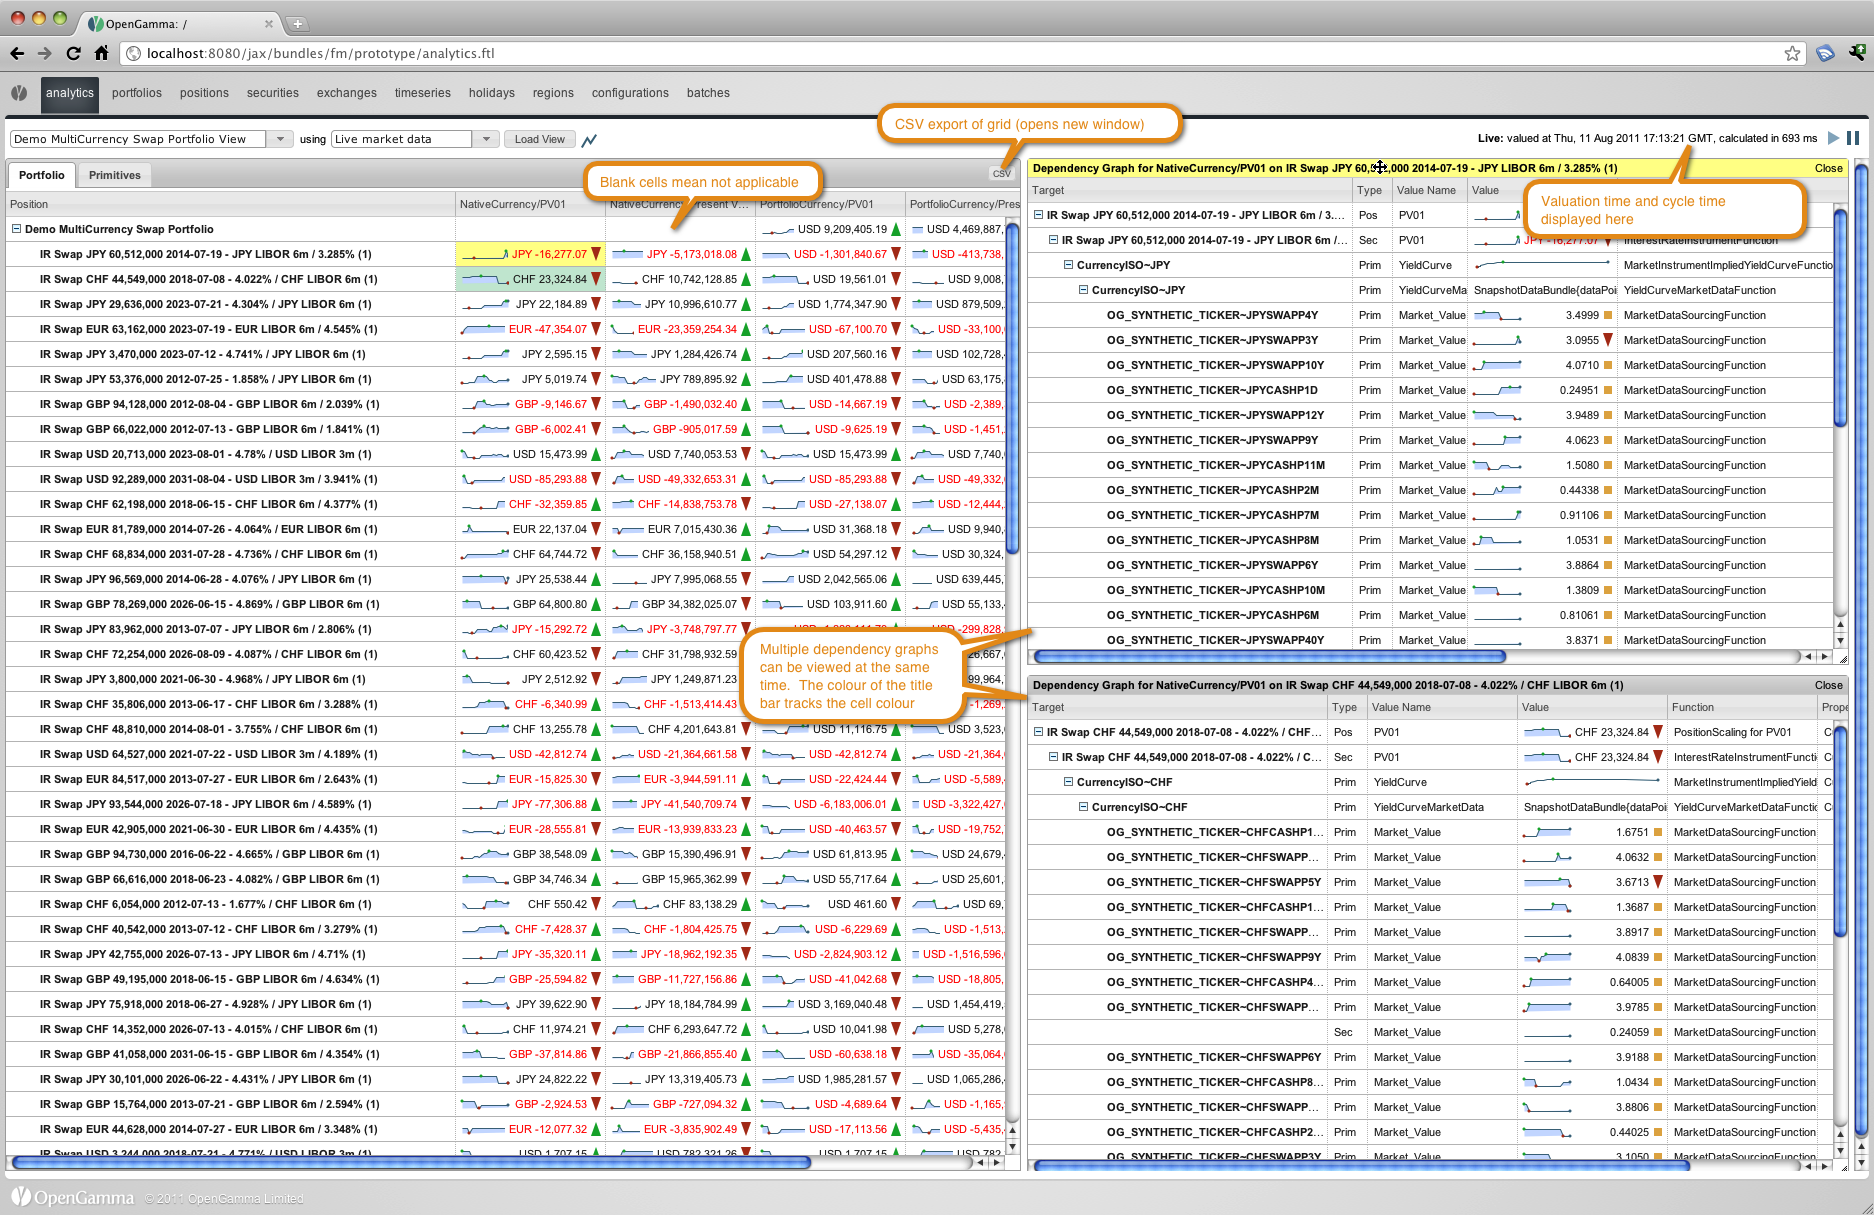 OpenGamma: /
localhost:8080/jax/bundles/fm/prototype/analytics.ftl
analytics portfolios positions securities exchanges timeseries holidays regions configurations batches
Demo MultiCurrency Swap Portfolio View using Live market data Load View
CSV export of grid (opens new window)
Live: valued at Thu, 11 Aug 2011 17:13:21 GMT, calculated in 693 ms
Portfolio Primitives
Blank cells mean not applicable
CSV
Position NativeCurrency/PV01 PortfolioCurrency/PV01 PortfolioCurrency/Pres
Demo MultiCurrency Swap Portfolio USD 9,209,405.19 USD 4,469,887,
IR Swap JPY 60,512,000 2014-07-19 - JPY LIBOR 6m / 3.285% (1) JPY -16,277.07 JPY -5,173,018.08 USD -1,301,840.67 USD -413,738,
IR Swap CHF 44,549,000 2018-07-08 - 4.022% / CHF LIBOR 6m (1) CHF 23,324.84 CHF 10,742,128.85 USD 19,561.01 USD 9,008,
IR Swap JPY 29,636,000 2023-07-21 - 4.304% / JPY LIBOR 6m (1) JPY 22,184.89 JPY 10,996,610.77 USD 1,774,347.90 USD 879,509,
IR Swap EUR 63,162,000 2023-07-19 - EUR LIBOR 6m / 4.545% (1) EUR -47,354.07 EUR -23,359,254.34 USD -67,100.70 USD -33,100,
IR Swap JPY 3,470,000 2023-07-12 - 4.741% / JPY LIBOR 6m (1) JPY 2,595.15 JPY 1,284,426.74 USD 207,560.16 USD 102,728,
IR Swap JPY 53,376,000 2012-07-25 - 1.858% / JPY LIBOR 6m (1) JPY 5,019.74 JPY 789,895.92 USD 401,478.88 USD 63,175,
IR Swap GBP 94,128,000 2012-08-04 - GBP LIBOR 6m / 2.039% (1) GBP -9,146.67 GBP -1,490,032.40 USD -14,667.19 USD -2,389,
IR Swap GBP 66,022,000 2012-07-13 - GBP LIBOR 6m / 1.841% (1) GBP -6,002.41 GBP -905,017.59 USD -9,625.19 USD -1,451,
IR Swap USD 20,713,000 2023-08-01 - 4.78% / USD LIBOR 3m (1) USD 15,473.99 USD 7,740,053.53 USD 15,473.99 USD 7,740,
IR Swap USD 92,289,000 2031-08-04 - USD LIBOR 3m / 3.941% (1) USD -85,293.88 USD -49,332,653.31 USD -85,293.88 USD -49,332,
IR Swap CHF 62,198,000 2018-06-15 - CHF LIBOR 6m / 4.377% (1) CHF -32,359.85 CHF -14,838,753.78 USD -27,138.07 USD -12,444,
IR Swap EUR 81,789,000 2014-07-26 - 4.064% / EUR LIBOR 6m (1) EUR 22,137.04 EUR 7,015,430.36 USD 31,368.18 USD 9,940,
IR Swap CHF 68,834,000 2031-07-28 - 4.736% / CHF LIBOR 6m (1) CHF 64,744.72 CHF 36,158,940.51 USD 54,297.12 USD 30,324,
IR Swap JPY 96,569,000 2014-06-28 - 4.076% / JPY LIBOR 6m (1) JPY 25,538.44 JPY 7,995,068.55 USD 2,042,565.06 USD 639,445,
IR Swap GBP 78,269,000 2026-06-15 - 4.869% / GBP LIBOR 6m (1) GBP 64,800.80 GBP 34,382,025.07 USD 103,911.60 USD 55,133,
IR Swap JPY 83,962,000 2013-07-07 - JPY LIBOR 6m / 2.806% (1) JPY -15,292.72 JPY -3,748,797.77 -299,828,
IR Swap CHF 72,254,000 2026-08-09 - 4.087% / CHF LIBOR 6m (1) CHF 60,423.52 CHF 31,798,932.59 26,667,
IR Swap JPY 3,800,000 2021-06-30 - 4.968% / JPY LIBOR 6m (1) JPY 2,512.92 JPY 1,249,871.23 99,964,
IR Swap CHF 35,806,000 2013-06-17 - CHF LIBOR 6m / 3.288% (1) CHF -6,340.99 CHF -1,513,414.43 -1,269,
IR Swap CHF 48,810,000 2014-08-01 - 3.755% / CHF LIBOR 6m (1) CHF 13,255.78 CHF 4,201,643.81 USD 11,116.75 USD 3,523,
IR Swap USD 64,527,000 2021-07-22 - USD LIBOR 3m / 4.189% (1) USD -42,812.74 USD -21,364,661.58 USD -42,812.74 USD -21,364,
IR Swap EUR 84,517,000 2013-07-27 - EUR LIBOR 6m / 2.643% (1) EUR -15,825.30 EUR -3,944,591.11 USD -22,424.44 USD -5,589,
IR Swap JPY 93,544,000 2026-07-18 - JPY LIBOR 6m / 4.589% (1) JPY -77,306.88 JPY -41,540,709.74 USD -6,183,006.01 USD -3,322,427,
IR Swap EUR 42,905,000 2021-06-30 - EUR LIBOR 6m / 4.435% (1) EUR -28,555.81 EUR -13,939,833.23 USD -40,463.57 USD -19,752,
IR Swap GBP 94,730,000 2016-06-22 - 4.665% / GBP LIBOR 6m (1) GBP 38,548.09 GBP 15,390,496.91 USD 61,813.95 USD 24,679,
IR Swap GBP 66,616,000 2018-06-23 - 4.082% / GBP LIBOR 6m (1) GBP 34,746.34 GBP 15,965,362.99 USD 55,717.64 USD 25,601,
IR Swap CHF 6,054,000 2012-07-13 - 1.677% / CHF LIBOR 6m (1) CHF 550.42 CHF 83,138.29 USD 461.60 USD 69,
IR Swap CHF 40,542,000 2013-07-12 - CHF LIBOR 6m / 3.279% (1) CHF -7,428.37 CHF -1,804,425.75 USD -6,229.69 USD -1,513,
IR Swap JPY 42,755,000 2026-07-13 - JPY LIBOR 6m / 4.71% (1) JPY -35,320.11 JPY -18,962,192.35 USD -2,824,903.12 USD -1,516,596,
IR Swap GBP 49,195,000 2018-06-15 - GBP LIBOR 6m / 4.634% (1) GBP -25,594.82 GBP -11,727,156.86 USD -41,042.68 USD -18,805,
IR Swap JPY 75,918,000 2018-06-27 - 4.928% / JPY LIBOR 6m (1) JPY 39,622.90 JPY 18,184,784.99 USD 3,169,040.48 USD 1,454,419,
IR Swap CHF 14,352,000 2026-07-13 - 4.015% / CHF LIBOR 6m (1) CHF 11,974.21 CHF 6,293,647.72 USD 10,041.98 USD 5,278,
IR Swap GBP 41,058,000 2031-06-15 - GBP LIBOR 6m / 4.354% (1) GBP -37,814.86 GBP -21,866,855.40 USD -60,638.18 USD -35,064,
IR Swap JPY 30,101,000 2026-06-22 - 4.431% / JPY LIBOR 6m (1) JPY 24,822.22 JPY 13,319,405.73 USD 1,985,281.57 USD 1,065,286,
IR Swap GBP 15,764,000 2013-07-21 - GBP LIBOR 6m / 2.594% (1) GBP -2,924.53 GBP -727,094.32 USD -4,689.64 USD -1,165,
IR Swap EUR 44,628,000 2014-07-27 - EUR LIBOR 6m / 3.348% (1) EUR -12,077.32 EUR -3,835,902.49 USD -17,113.56 USD -5,435,
IR Swap USD 3,244,000 2018-07-21 - 4.771% / USD LIBOR 3m (1) USD 1,707.15 USD 782,321.26 USD 1,707.15 USD 782,
Multiple dependency graphs
can be viewed at the same
time. The colour of the title
bar tracks the cell colour
Dependency Graph for NativeCurrency/PV01 on IR Swap JPY 2014-07-19 - JPY LIBOR 6m / 3.285% (1) Close
Target Type Value Name Value
Valuation time and cycle time
displayed here
IR Swap JPY 60,512,000 2014-07-19 - JPY LIBOR 6m / 3.... Pos PV01
IR Swap JPY 60,512,000 2014-07-19 - JPY LIBOR 6m /... Sec PV01 JPY -16,277.07 InterestRateInstrumentFunction
CurrencyISO~JPY Prim YieldCurve MarketInstrumentImpliedYieldCurveFunctio
CurrencyISO~JPY Prim YieldCurveMa SnapshotDataBundle{dataPoi YieldCurveMarketDataFunction
OG_SYNTHETIC_TICKER~JPYSWAPP4Y Prim Market_Value 3.4999 MarketDataSourcingFunction
OG_SYNTHETIC_TICKER~JPYSWAPP3Y Prim Market_Value 3.0955 MarketDataSourcingFunction
OG_SYNTHETIC_TICKER~JPYSWAPP10Y Prim Market_Value 4.0710 MarketDataSourcingFunction
OG_SYNTHETIC_TICKER~JPYCASHP1D Prim Market_Value 0.24951 MarketDataSourcingFunction
OG_SYNTHETIC_TICKER~JPYSWAPP12Y Prim Market_Value 3.9489 MarketDataSourcingFunction
OG_SYNTHETIC_TICKER~JPYSWAPP9Y Prim Market_Value 4.0623 MarketDataSourcingFunction
OG_SYNTHETIC_TICKER~JPYCASHP11M Prim Market_Value 1.5080 MarketDataSourcingFunction
OG_SYNTHETIC_TICKER~JPYCASHP2M Prim Market_Value 0.44338 MarketDataSourcingFunction
OG_SYNTHETIC_TICKER~JPYCASHP7M Prim Market_Value 0.91106 MarketDataSourcingFunction
OG_SYNTHETIC_TICKER~JPYCASHP8M Prim Market_Value 1.0531 MarketDataSourcingFunction
OG_SYNTHETIC_TICKER~JPYSWAPP6Y Prim Market_Value 3.8864 MarketDataSourcingFunction
OG_SYNTHETIC_TICKER~JPYCASHP10M Prim Market_Value 1.3809 MarketDataSourcingFunction
OG_SYNTHETIC_TICKER~JPYCASHP6M Prim Market_Value 0.81061 MarketDataSourcingFunction
OG_SYNTHETIC_TICKER~JPYSWAPP40Y Prim Market_Value 3.8371 MarketDataSourcingFunction
Dependency Graph for NativeCurrency/PV01 on IR Swap CHF 44,549,000 2018-07-08 - 4.022% / CHF LIBOR 6m (1) Close
Target Type Value Name Value Function Prope
IR Swap CHF 44,549,000 2018-07-08 - 4.022% / CHF... Pos PV01 CHF 23,324.84 PositionScaling for PV01
IR Swap CHF 44,549,000 2018-07-08 - 4.022% / C... Sec PV01 CHF 23,324.84 InterestRateInstrumentFuncti
CurrencyISO~CHF Prim YieldCurve MarketInstrumentImpliedYield
CurrencyISO~CHF Prim YieldCurveMarketData SnapshotDataBundle{dataPoi YieldCurveMarketDataFunctio
OG_SYNTHETIC_TICKER~CHFCASHP1... Prim Market_Value 1.6751 MarketDataSourcingFunction
OG_SYNTHETIC_TICKER~CHFSWAPP... Prim Market_Value 4.0632 MarketDataSourcingFunction
OG_SYNTHETIC_TICKER~CHFSWAPP5Y Prim Market_Value 3.6713 MarketDataSourcingFunction
OG_SYNTHETIC_TICKER~CHFCASHP1... Prim Market_Value 1.3687 MarketDataSourcingFunction
OG_SYNTHETIC_TICKER~CHFSWAPP... Prim Market_Value 3.8917 MarketDataSourcingFunction
OG_SYNTHETIC_TICKER~CHFSWAPP9Y Prim Market_Value 4.0839 MarketDataSourcingFunction
OG_SYNTHETIC_TICKER~CHFCASHP4... Prim Market_Value 0.64005 MarketDataSourcingFunction
OG_SYNTHETIC_TICKER~CHFSWAPP... Prim Market_Value 3.9785 MarketDataSourcingFunction
Sec Market_Value 0.24059 MarketDataSourcingFunction
OG_SYNTHETIC_TICKER~CHFSWAPP6Y Prim Market_Value 3.9188 MarketDataSourcingFunction
OG_SYNTHETIC_TICKER~CHFCASHP8... Prim Market_Value 1.0434 MarketDataSourcingFunction
OG_SYNTHETIC_TICKER~CHFSWAPP... Prim Market_Value 3.8806 MarketDataSourcingFunction
OG_SYNTHETIC_TICKER~CHFCASHP2... Prim Market_Value 0.44025 MarketDataSourcingFunction
OG_SYNTHETIC_TICKER~CHFSWAPP3Y Prim Market_Value 3.1050 MarketDataSourcingFunction
OpenGamma © 2011 OpenGamma Limited